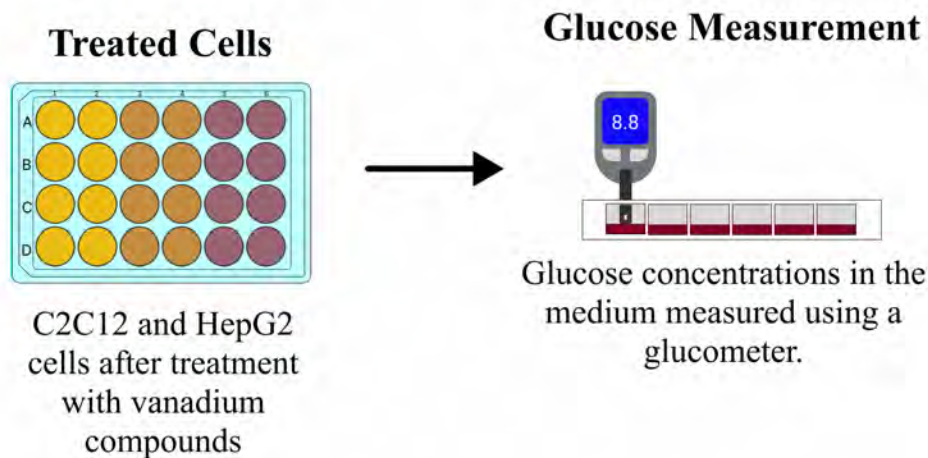 Treated Cells
1 2 3 4 5 6
A
B
C
D
C2C12 and HepG2
cells after treatment
with vanadium
compounds
Glucose Measurement
8.8
Glucose concentrations in the
medium measured using a
glucometer.